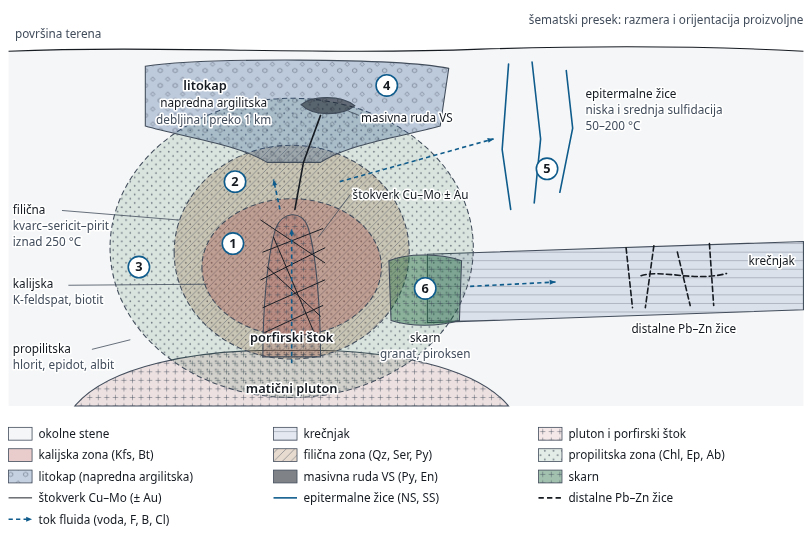 šematski presek: razmera i orijentacija proizvoljne
površina terena
litokap
napredna argilitska
debljina i preko 1 km
4
masivna ruda VS
epitermalne žice
niska i srednja sulfidacija
50–200 °C
5
2
štokverk Cu–Mo ± Au
filična
kvarc–sericit–pirit
iznad 250 °C
1
3
krečnjak
kalijska
K-feldspat, biotit
6
distalne Pb–Zn žice
porfirski štok
skarn
granat, piroksen
propilitska
hlorit, epidot, albit
matični pluton
okolne stene
krečnjak
pluton i porfirski štok
kalijska zona (Kfs, Bt)
filična zona (Qz, Ser, Py)
propilitska zona (Chl, Ep, Ab)
litokap (napredna argilitska)
masivna ruda VS (Py, En)
skarn
štokverk Cu–Mo (± Au)
epitermalne žice (NS, SS)
distalne Pb–Zn žice
tok fluida (voda, F, B, Cl)